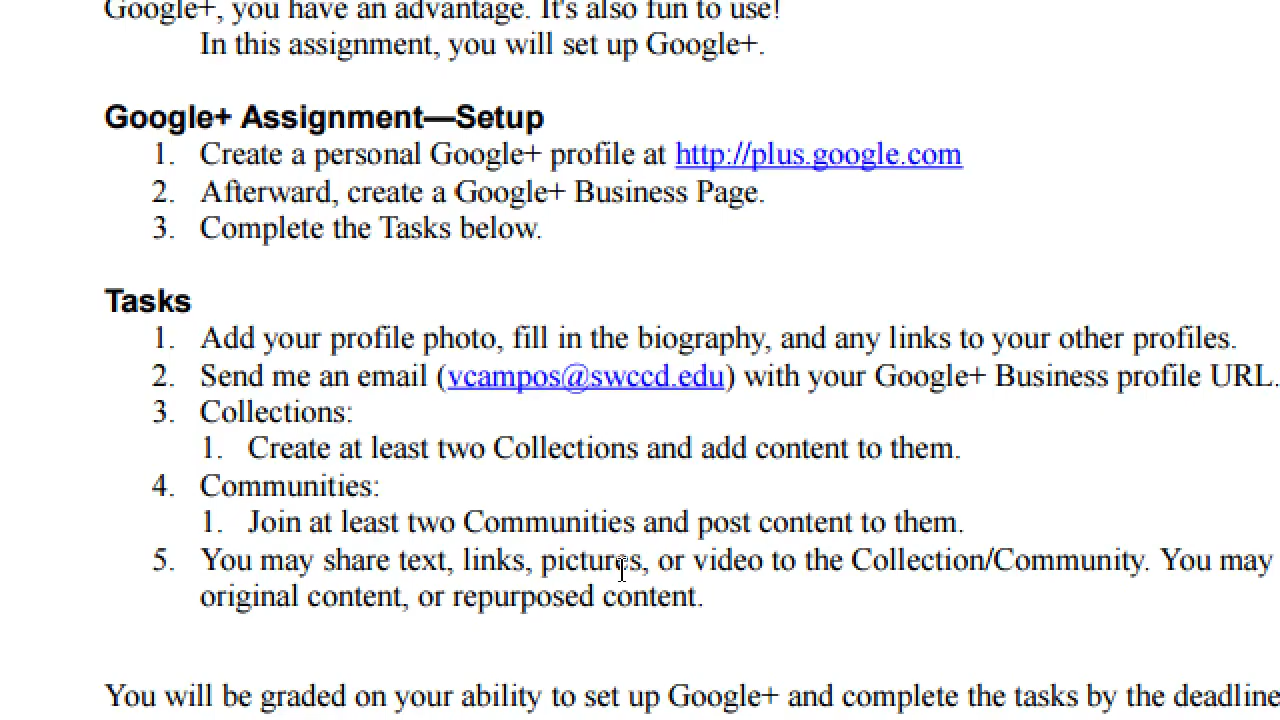 Google+, you have an advantage. It's also fun to use!
In this assignment, you will set up Google+.
Google+ Assignment—Setup
1. Create a personal Google+ profile at http://plus.google.com
2. Afterward, create a Google+ Business Page.
3. Complete the Tasks below.
Tasks
1. Add your profile photo, fill in the biography, and any links to your other profiles.
2. Send me an email (vcampos@swccd.edu) with your Google+ Business profile URL.
3. Collections:
1. Create at least two Collections and add content to them.
4. Communities:
1. Join at least two Communities and post content to them.
5. You may share text, links, pictures, or video to the Collection/Community. You may
original content, or repurposed content.
You will be graded on your ability to set up Google+ and complete the tasks by the deadline